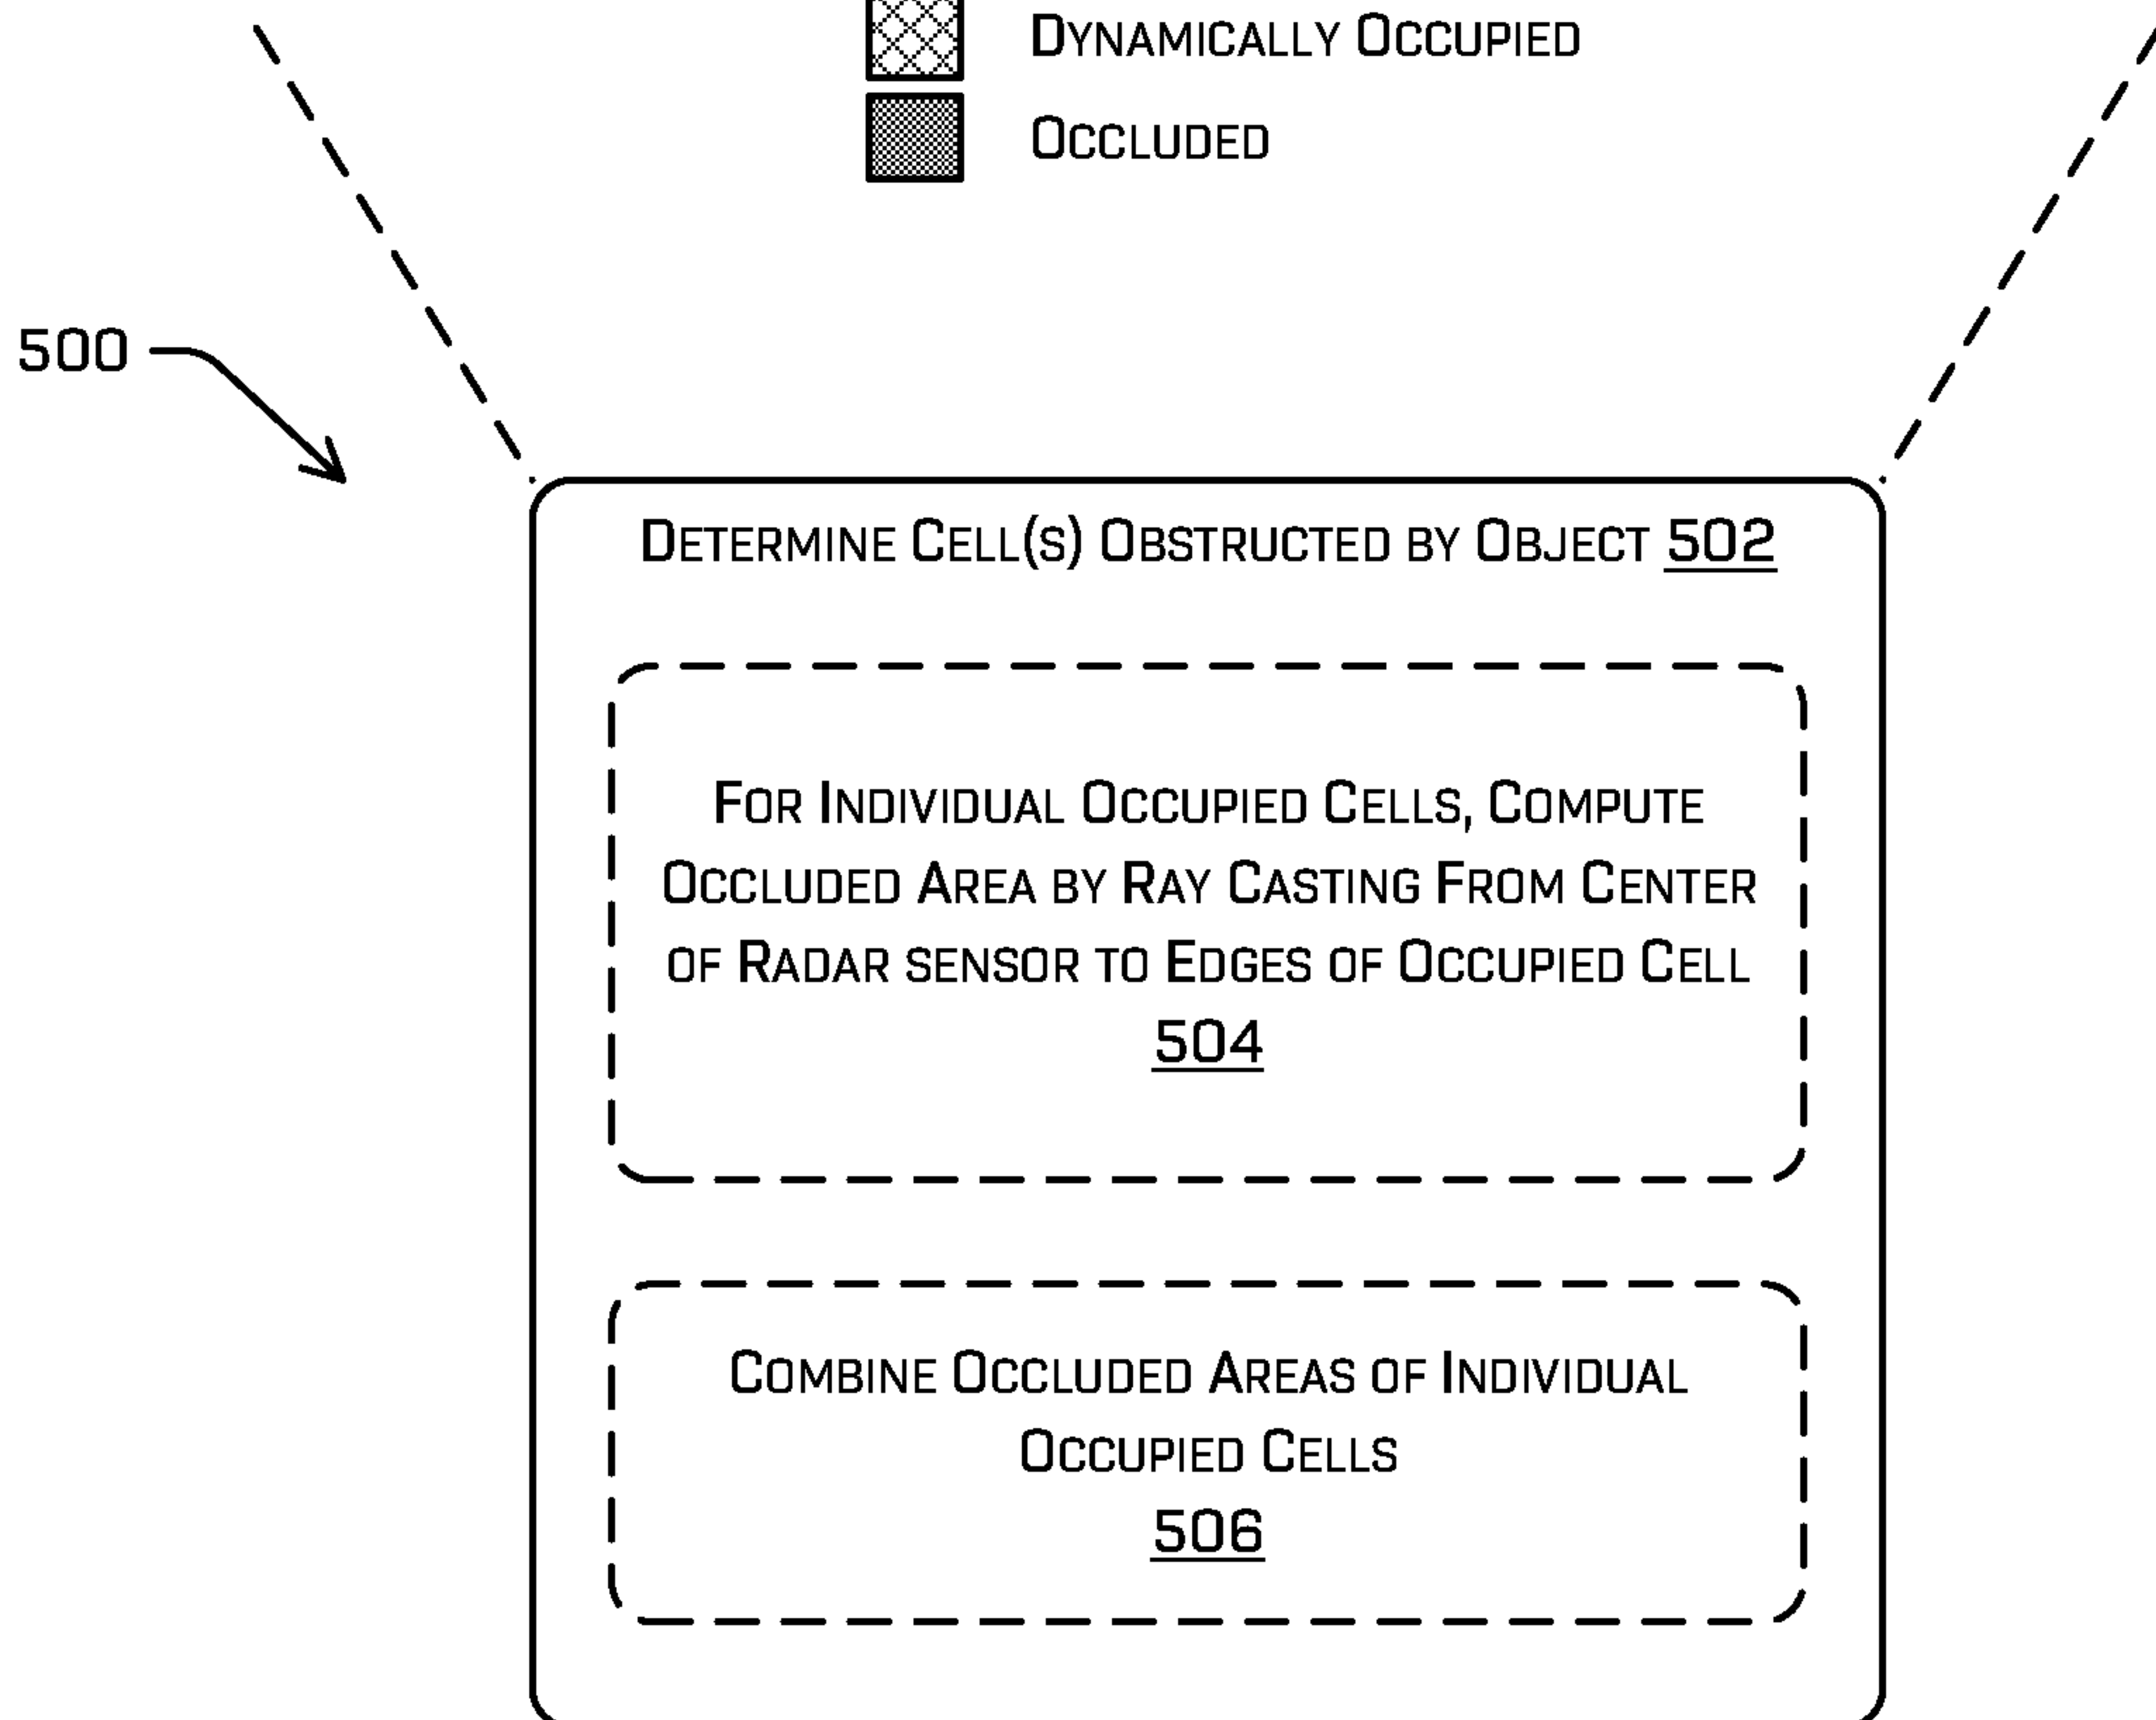 Dynamically Occupied
Occluded
500
Determine Cell(s) Obstructed by Object 502
For Individual Occupied Cells, Compute
Occluded Area by Ray Casting From Center
of Radar sensor to Edges of Occupied Cell
504
Combine Occluded Areas of Individual
Occupied Cells
506